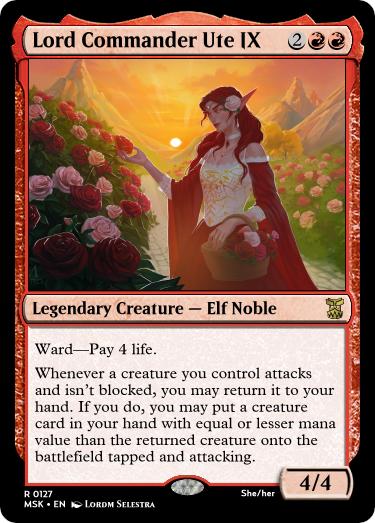 Lord Commander Ute IX 2
Legendary Creature — Elf Noble
Ward—Pay 4 life.
Whenever a creature you control attacks
and isn't blocked, you may return it to
your hand. If you do, you may put a creature
card in your hand with equal or lesser mana
value than the returned creature onto the
battlefield tapped and attacking.
4/4
R 0127
She/her
MSK • EN Lordm Selestra